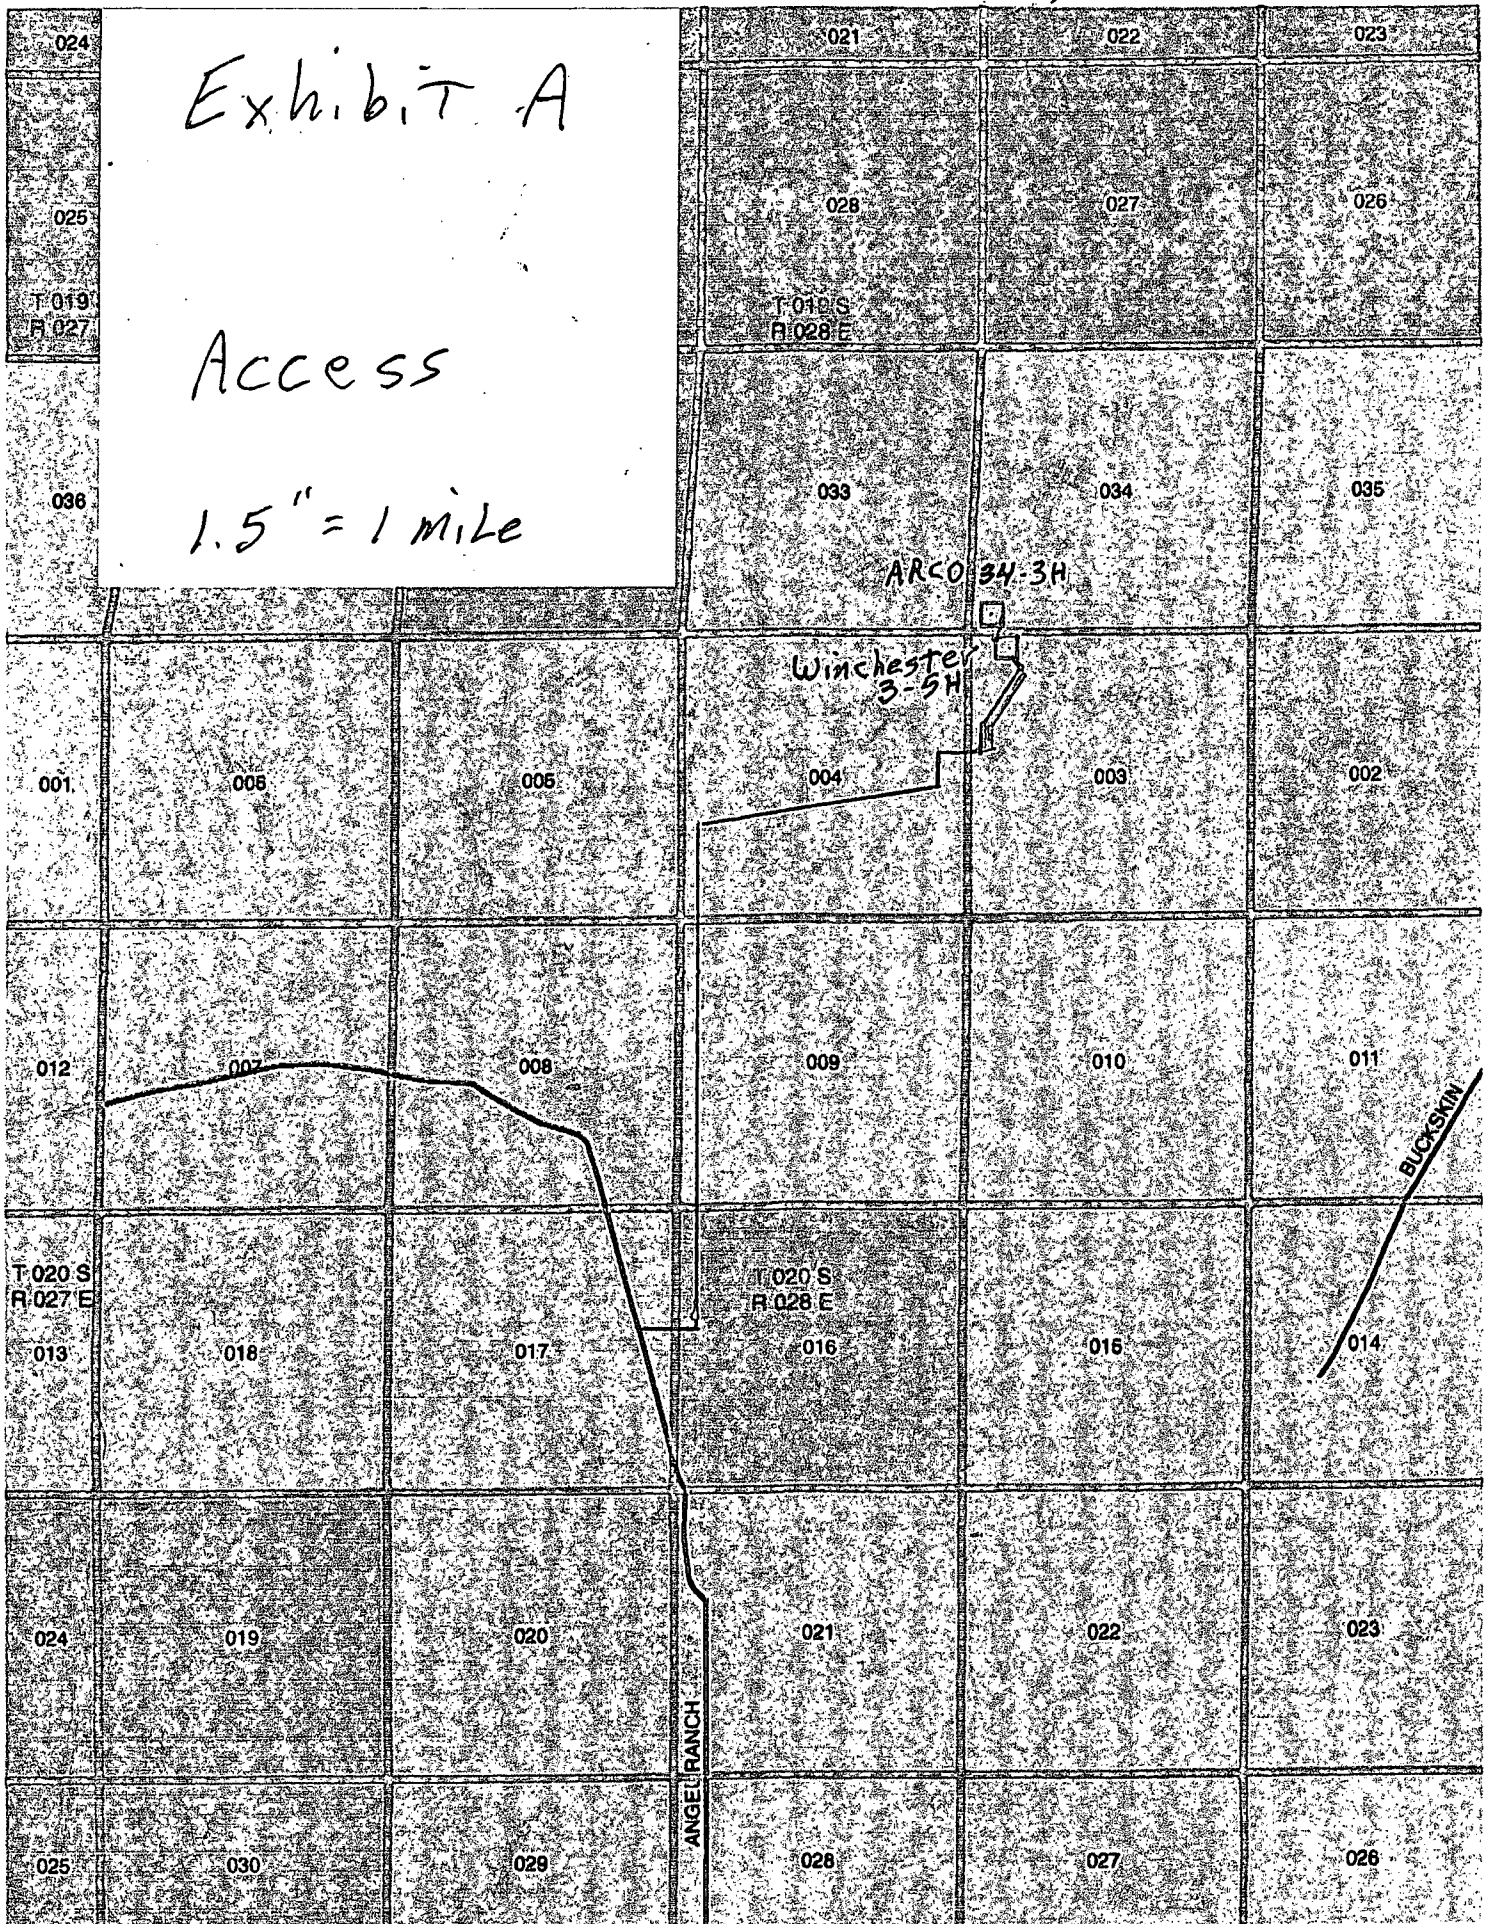 024
021
022
023
Exhibit A
025
028
027
026
T 019
R 027
T 019 S
R 028 E
Access
036
033
034
035
1.5" = 1 mile
ARCO 34-3H
Winchester
3-5H
001
006
005
004
003
002
012
007
008
009
010
011
BUCKSKIN
T 020 S
R 027 E
T 020 S
R 028 E
013
018
017
016
015
014
024
019
020
021
022
023
ANGEL RANCH
025
030
029
028
027
026